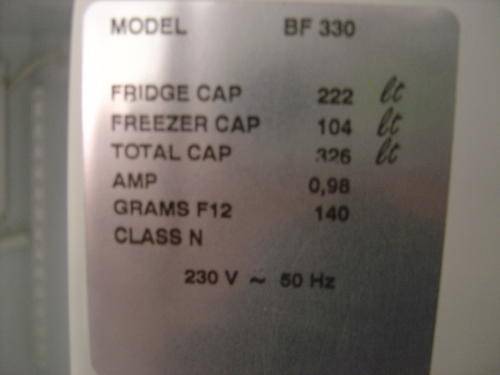 MODEL BF 330
FRIDGE CAP 222 lt
FREEZER CAP 104 lt
TOTAL CAP 326 lt
AMP 0,98
GRAMS F12 140
CLASS N
230 V ~ 50 Hz